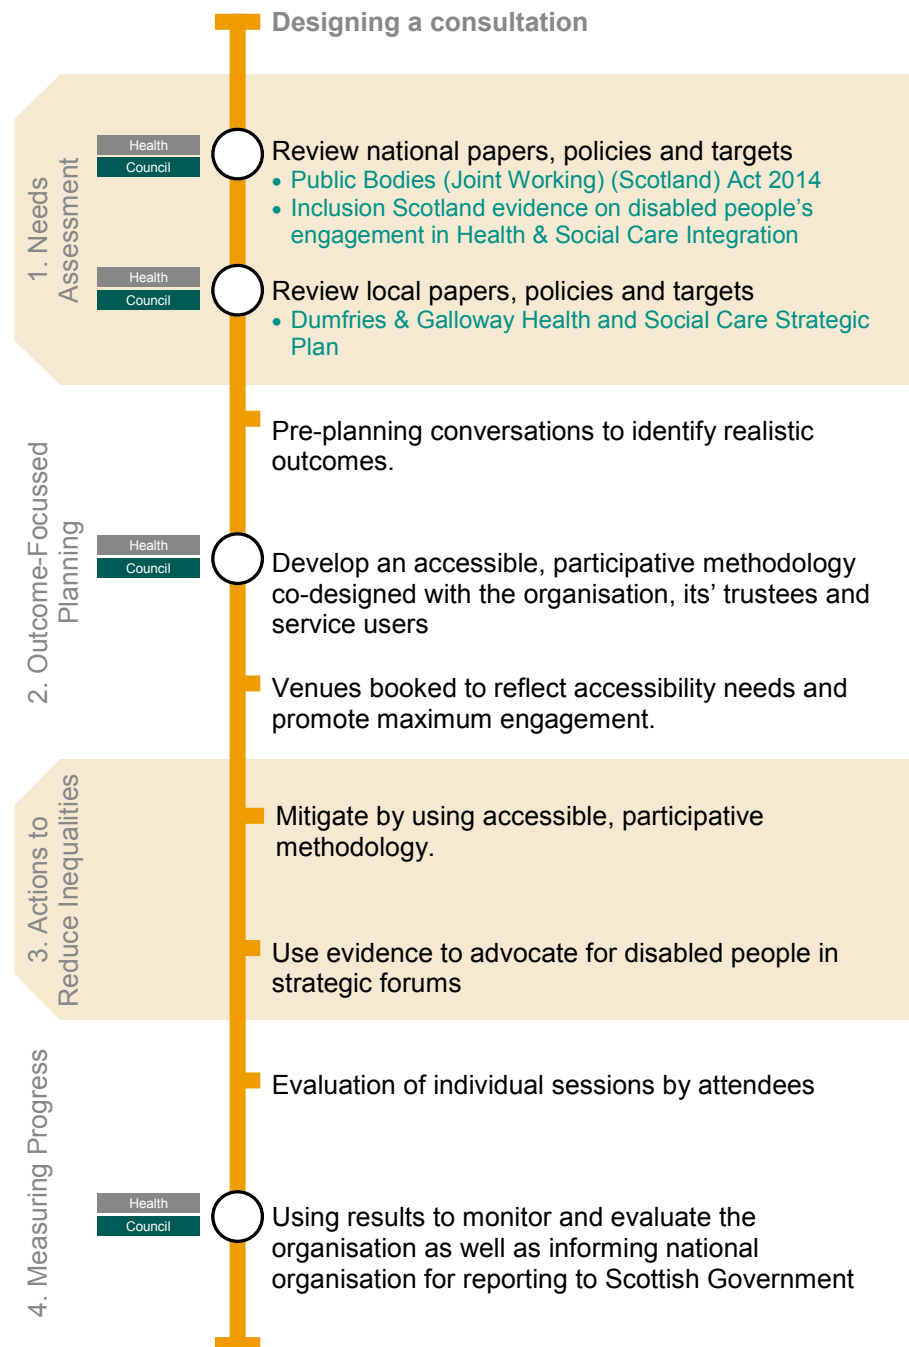 Designing a consultation
1. Needs
Assessment
Health
Council
Review national papers, policies and targets
• Public Bodies (Joint Working) (Scotland) Act 2014
• Inclusion Scotland evidence on disabled people's
engagement in Health & Social Care Integration
Health
Council
Review local papers, policies and targets
• Dumfries & Galloway Health and Social Care Strategic
Plan
2. Outcome-Focussed
Planning
Pre-planning conversations to identify realistic
outcomes.
Health
Council
Develop an accessible, participative methodology
co-designed with the organisation, its' trustees and
service users
Venues booked to reflect accessibility needs and
promote maximum engagement.
3. Actions to
Reduce Inequalities
Mitigate by using accessible, participative
methodology.
Use evidence to advocate for disabled people in
strategic forums
4. Measuring Progress
Evaluation of individual sessions by attendees
Health
Council
Using results to monitor and evaluate the
organisation as well as informing national
organisation for reporting to Scottish Government